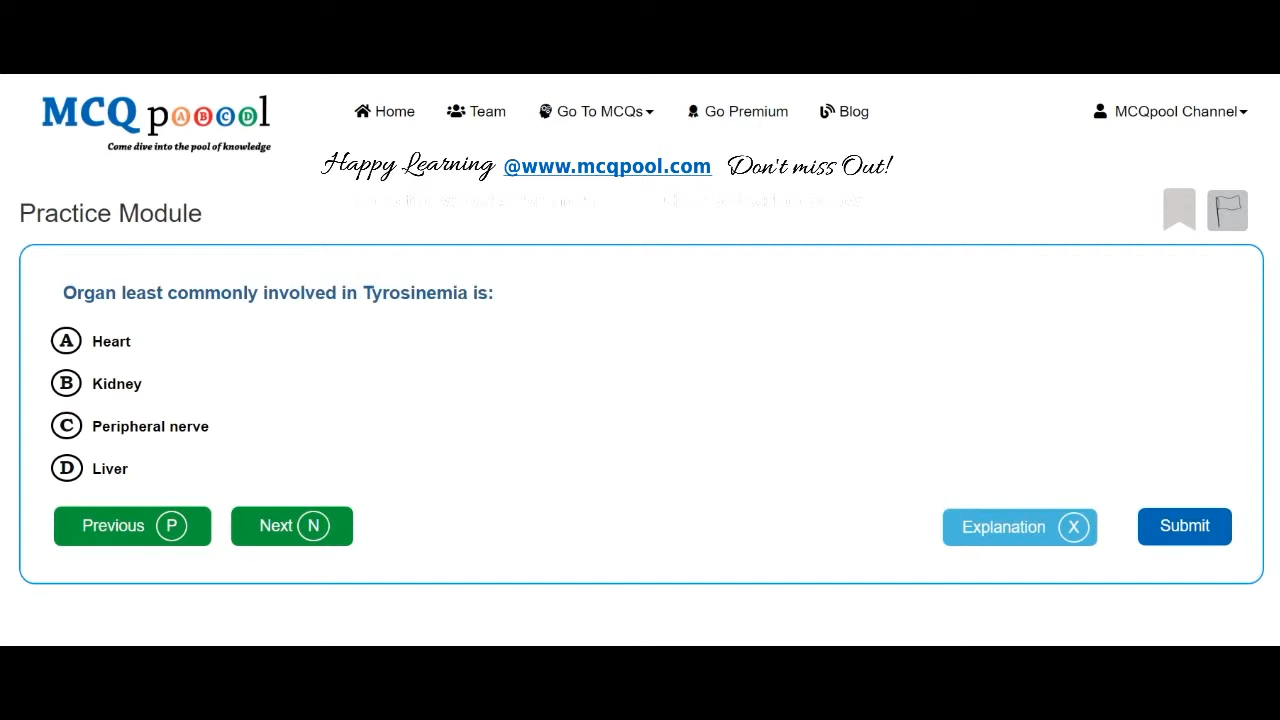 MCQ pABCDl
Come dive into the pool of knowledge
Home Team Go To MCQs Go Premium Blog MCQpool Channel
Happy Learning @www.mcqpool.com Don't miss Out!
Practice Module
Organ least commonly involved in Tyrosinemia is:
A Heart
B Kidney
C Peripheral nerve
D Liver
Previous P Next N Explanation X Submit